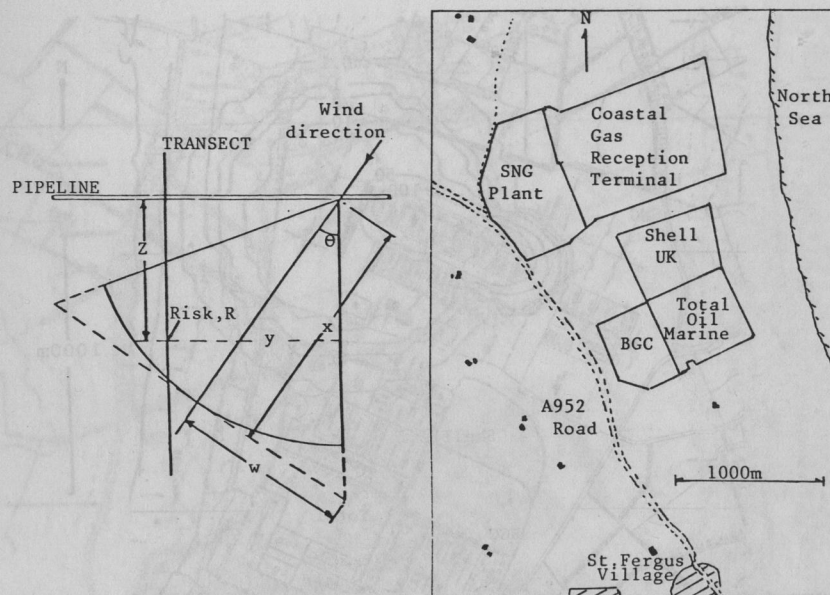 Wind
direction
TRANSECT
PIPELINE
Z
θ
Risk,R
y
x
w
N
North
Sea
Coastal
Gas
Reception
Terminal
SNG
Plant
Shell
UK
Total
Oil
Marine
BGC
A952
Road
1000m
St.Fergus
Village